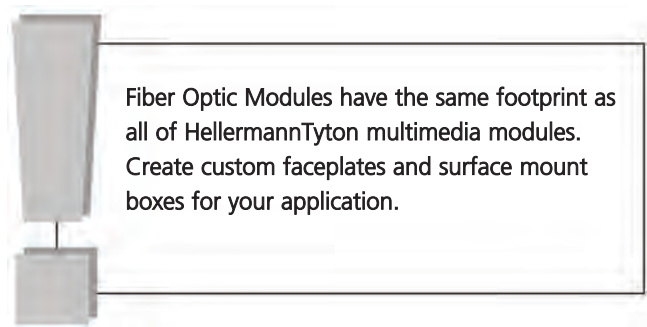 Fiber Optic Modules have the same footprint as
all of HellermannTyton multimedia modules.
Create custom faceplates and surface mount
boxes for your application.